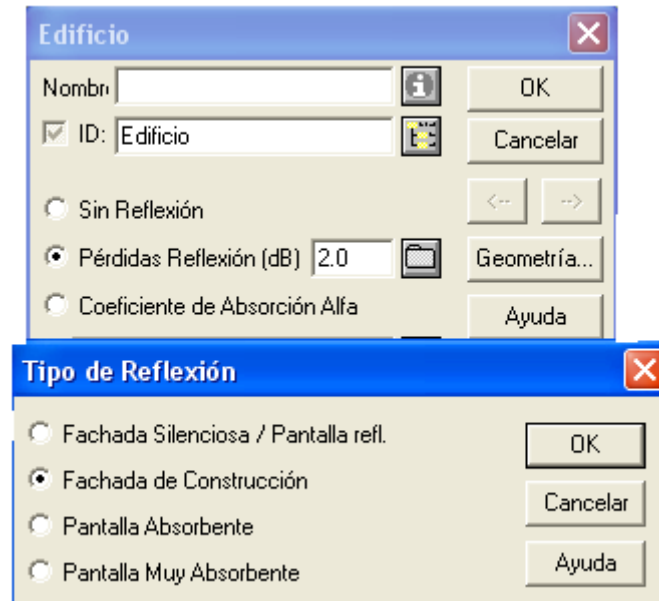 Edificio
Nombre
OK
ID: Edificio
Cancelar
Sin Reflexión
<-- -->
Pérdidas Reflexión (dB) 2.0
Geometría...
Coeficiente de Absorción Alfa
Ayuda
Tipo de Reflexión
Fachada Silenciosa / Pantalla refl.
OK
Fachada de Construcción
Cancelar
Pantalla Absorbente
Pantalla Muy Absorbente
Ayuda